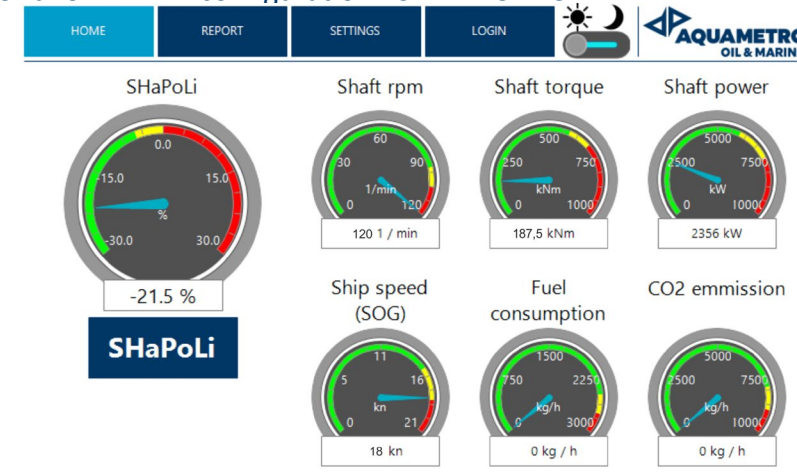 HOME
REPORT
SETTINGS
LOGIN
AQUAMETRO
OIL & MARIN
SHaPoLi
0.0
-15.0
15.0
%
-30.0
30.0
-21.5 %
SHaPoLi
Shaft rpm
60
30
90
1/min
0
120
120 1 / min
Shaft torque
500
250
750
kNm
0
1000
187,5 kNm
Shaft power
5000
2500
7500
kW
0
1000
2356 kW
Ship speed
(SOG)
11
5
16
kn
0
21
18 kn
Fuel
consumption
1500
750
2250
kg/h
0
3000
0 kg / h
CO2 emmission
5000
2500
7500
kg/h
0
1000
0 kg / h